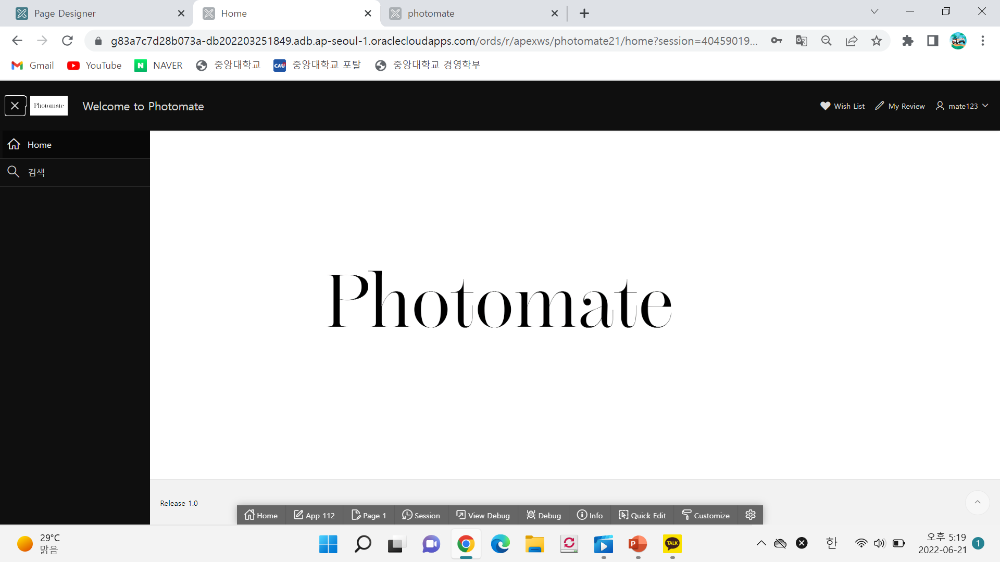 Page Designer
Home
photomate
g83a7c7d28b073a-db202203251849.adb.ap-seoul-1.oraclecloudapps.com/ords/r/apexws/photomate21/home?session=40459019...
Gmail
YouTube
N NAVER
중앙대학교
CAU 중앙대학교 포탈
중앙대학교 경영학부
Photomate
Welcome to Photomate
Wish List
My Review
mate123
Home
검색
Photomate
Release 1.0
Home
App 112
Page 1
Session
View Debug
Debug
Info
Quick Edit
Customize
29°C
맑음
P
TALK
한
오후 5:19
2022-06-21
1